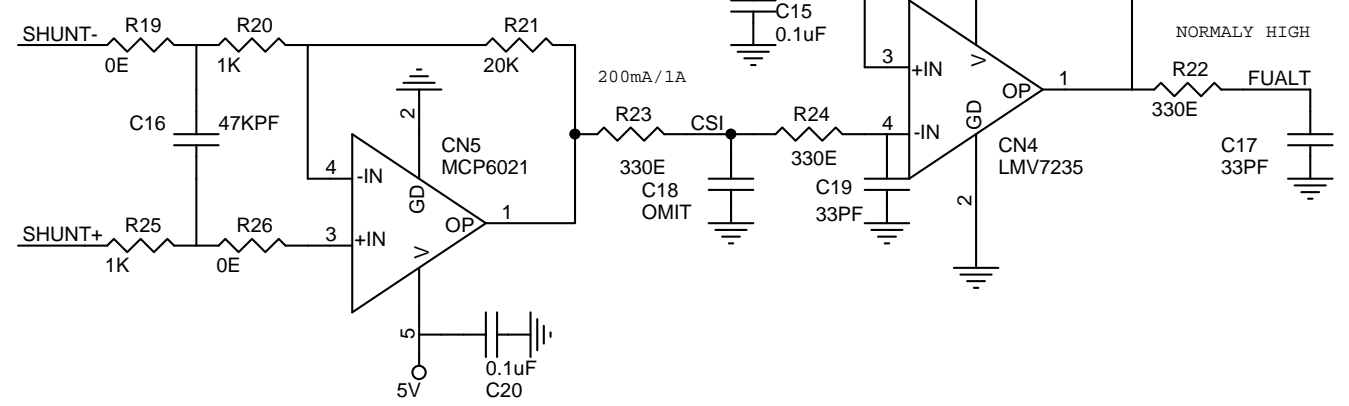 C15
0.1uF
NORMALY HIGH
SHUNT-
R19
0E
R20
1K
R21
20K
200mA/1A
3
+IN
V
OP
1
R22
330E
FUALT
C16
47KPF
2
CN5
MCP6021
R23
330E
CSI
R24
330E
4
-IN
GD
CN4
LMV7235
C17
33PF
4
-IN
GD
C18
OMIT
C19
33PF
2
SHUNT+
R25
1K
R26
0E
3
+IN
OP
1
V
5
5V
0.1uF
C20